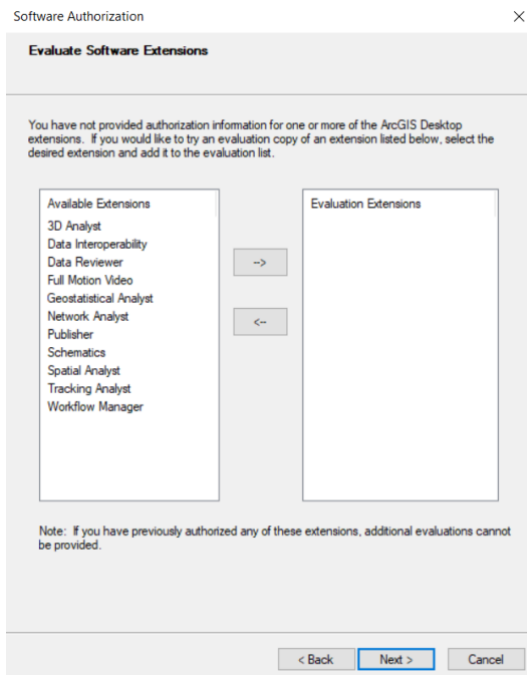 Software Authorization
Evaluate Software Extensions
You have not provided authorization information for one or more of the ArcGIS Desktop
extensions. If you would like to try an evaluation copy of an extension listed below, select the
desired extension and add it to the evaluation list.
Available Extensions
3D Analyst
Data Interoperability
Data Reviewer
Full Motion Video
Geostatistical Analyst
Network Analyst
Publisher
Schematics
Spatial Analyst
Tracking Analyst
Workflow Manager
-->
<--
Evaluation Extensions
Note: If you have previously authorized any of these extensions, additional evaluations cannot
be provided.
< Back
Next >
Cancel